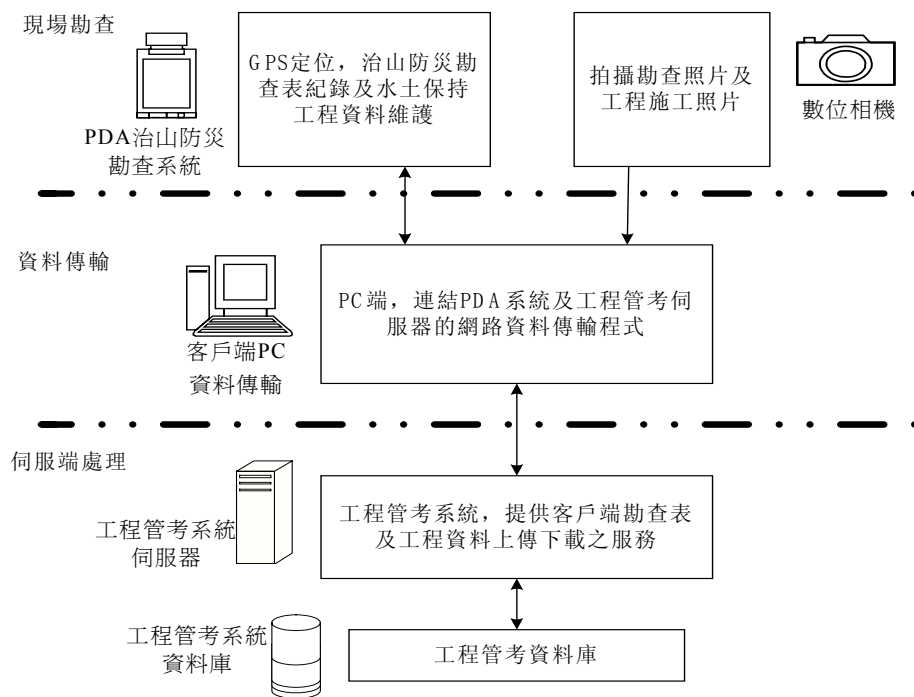 現場勘查
GPS定位，治山防災勘
查表紀錄及水土保持
工程資料維護
拍攝勘查照片及
工程施工照片
數位相機
PDA治山防災
勘查系統
資料傳輸
PC端，連結PDA系統及工程管考伺
服器的網路資料傳輸程式
客戶端PC
資料傳輸
伺服端處理
工程管考系統
伺服器
工程管考系統，提供客戶端勘查表
及工程資料上傳下載之服務
工程管考系統
資料庫
工程管考資料庫